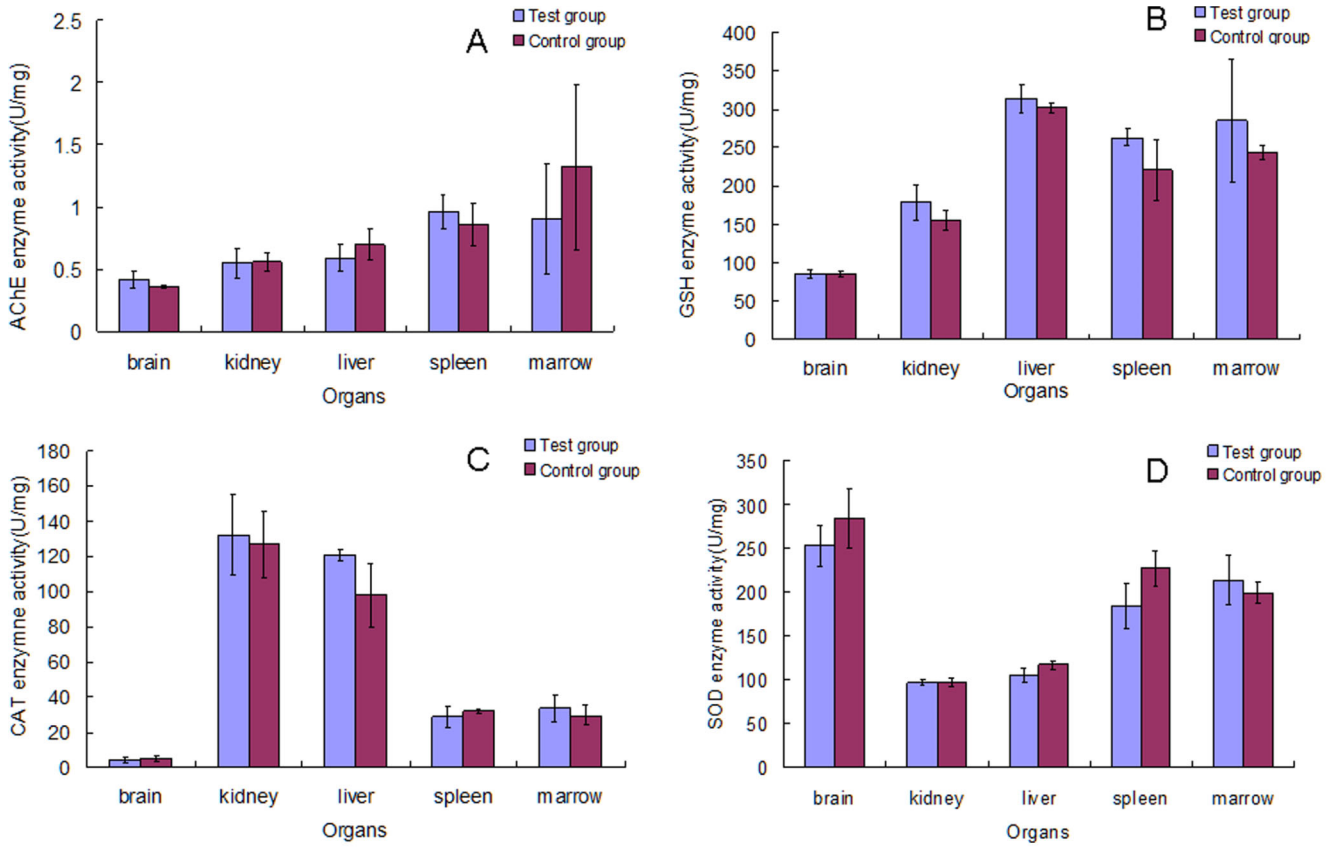 A
Test group
Control group
AChE enzyme activity(U/mg)
2.5
2
1.5
1
0.5
0
brain kidney liver spleen marrow
Organs
B
Test group
Control group
GSH enzyme activity(U/mg)
400
350
300
250
200
150
100
50
0
brain kidney liver spleen marrow
Organs
C
Test group
Control group
CAT enzymne activity(U/mg)
180
160
140
120
100
80
60
40
20
0
brain kidney liver spleen marrow
Organs
D
Test group
Control group
SOD enzyme activity(U/mg)
350
300
250
200
150
100
50
0
brain kidney liver spleen marrow
Organs